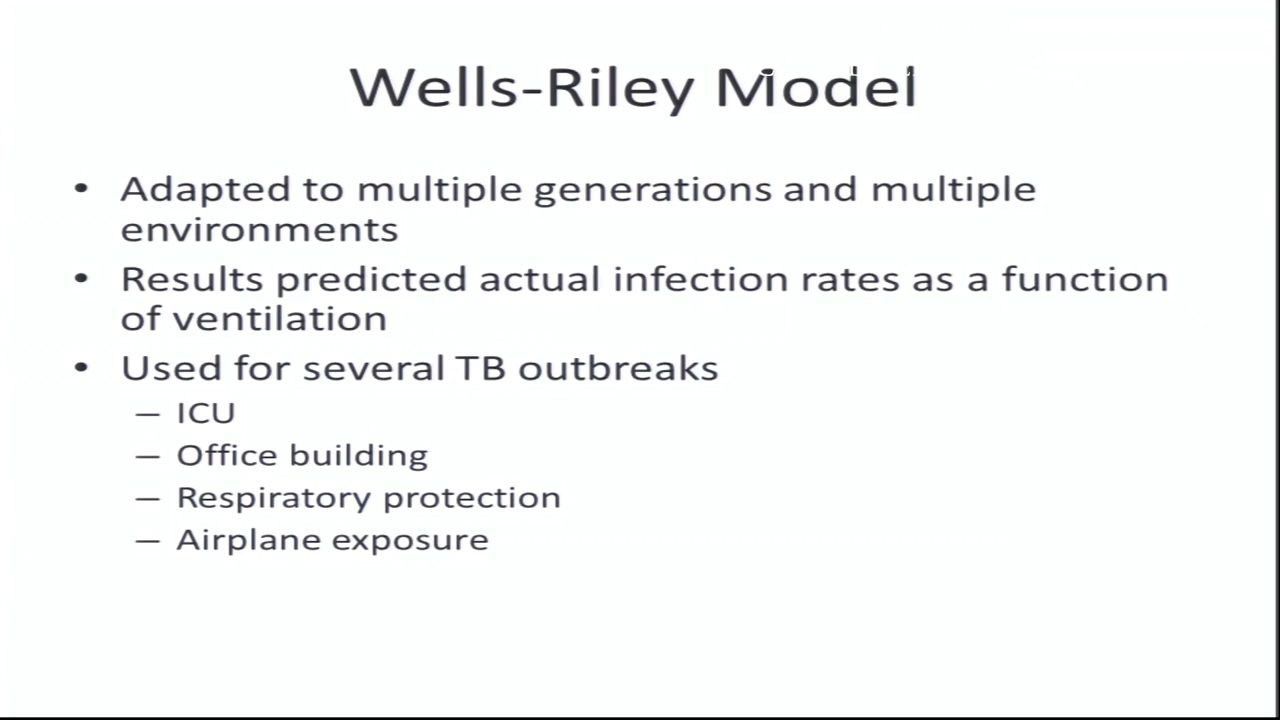 Wells-Riley Model
• Adapted to multiple generations and multiple
environments
• Results predicted actual infection rates as a function
of ventilation
• Used for several TB outbreaks
– ICU
– Office building
– Respiratory protection
– Airplane exposure